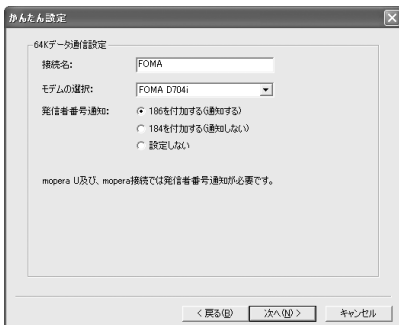 かんたん設定
64Kデータ通信設定
接続名: FOMA
モデムの選択: FOMA D704i
発信者番号通知: 186を付加する(通知する)
184を付加する(通知しない)
設定しない
mopera U及び、mopera接続では発信者番号通知が必要です。
< 戻る(B) 次へ(N) > キャンセル